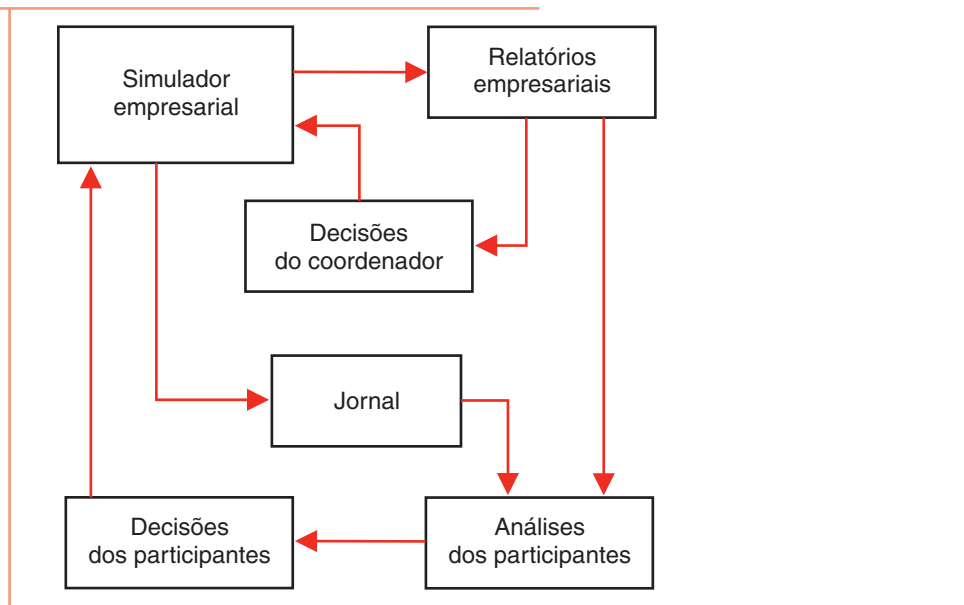 Simulador
empresarial
Relatórios
empresariais
Decisões
do coordenador
Jornal
Decisões
dos participantes
Análises
dos participantes